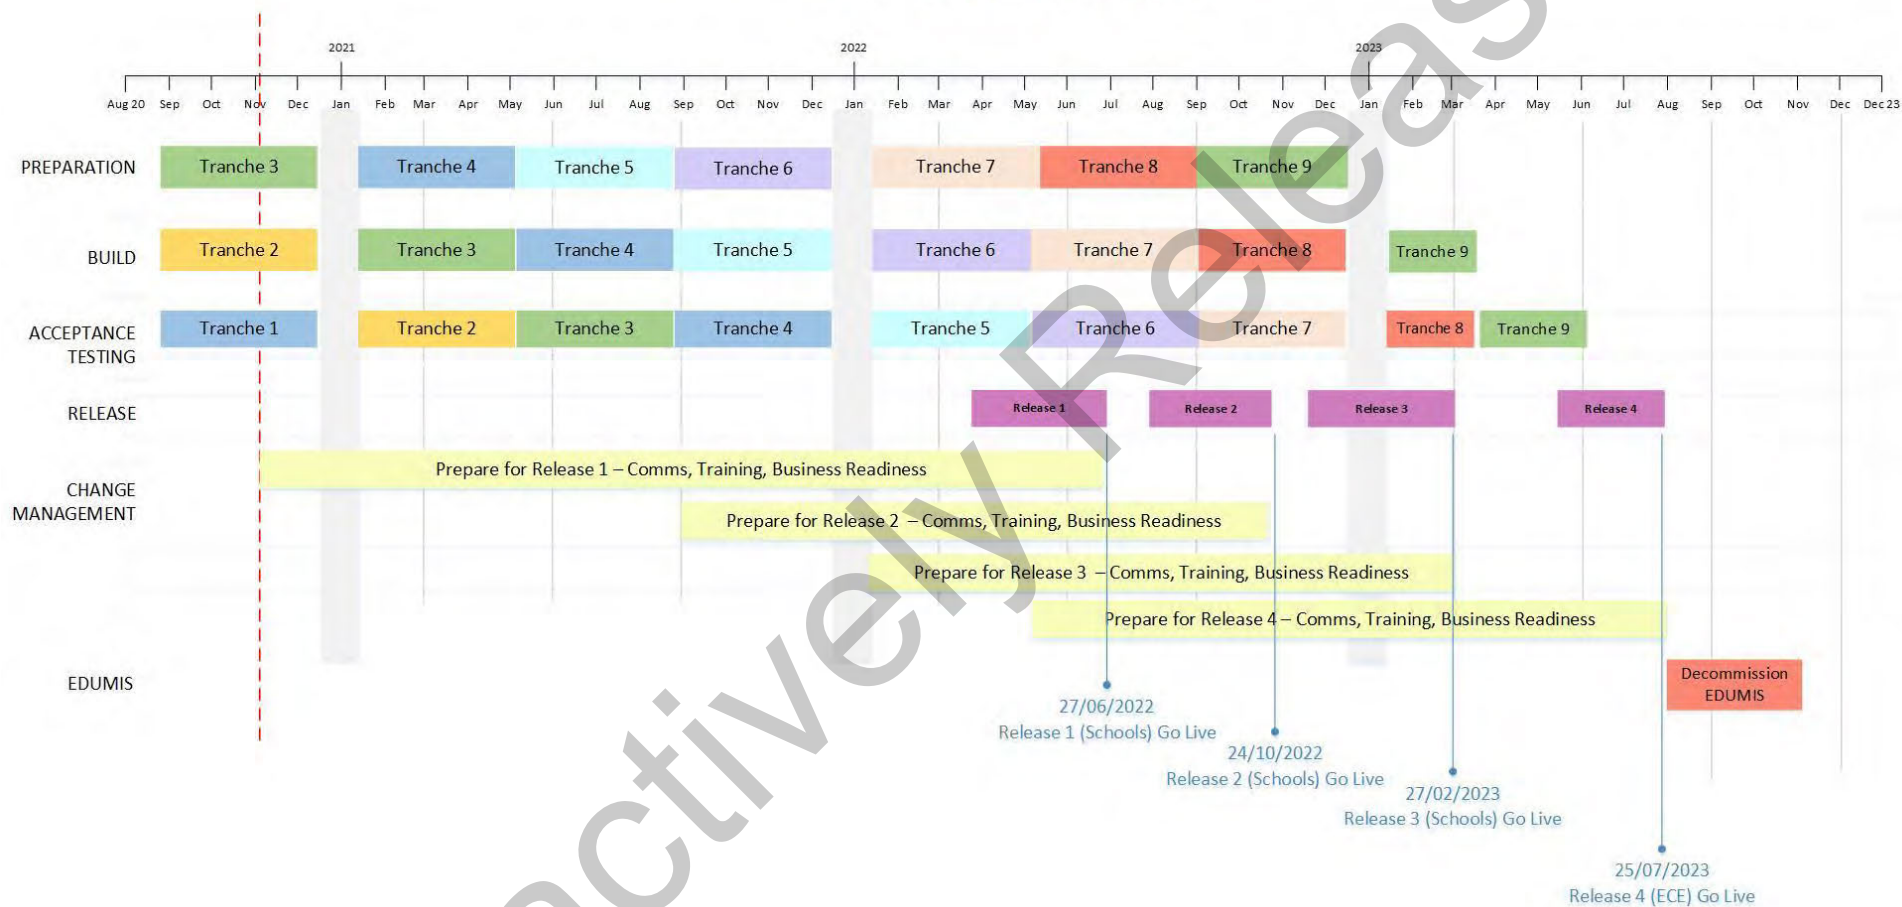 2021
2022
2023
Aug 20 Sep Oct Nov Dec Jan Feb Mar Apr May Jun Jul Aug Sep Oct Nov Dec Jan Feb Mar Apr May Jun Jul Aug Sep Oct Nov Dec Jan Feb Mar Apr May Jun Jul Aug Sep Oct Nov Dec Dec 23
PREPARATION
Tranche 3
Tranche 4
Tranche 5
Tranche 6
Tranche 7
Tranche 8
Tranche 9
BUILD
Tranche 2
Tranche 3
Tranche 4
Tranche 5
Tranche 6
Tranche 7
Tranche 8
Tranche 9
ACCEPTANCE
TESTING
Tranche 1
Tranche 2
Tranche 3
Tranche 4
Tranche 5
Tranche 6
Tranche 7
Tranche 8
Tranche 9
RELEASE
Release 1
Release 2
Release 3
Release 4
CHANGE
MANAGEMENT
Prepare for Release 1 – Comms, Training, Business Readiness
Prepare for Release 2 – Comms, Training, Business Readiness
Prepare for Release 3 – Comms, Training, Business Readiness
Prepare for Release 4 – Comms, Training, Business Readiness
EDUMIS
Decommission
EDUMIS
27/06/2022
Release 1 (Schools) Go Live
24/10/2022
Release 2 (Schools) Go Live
27/02/2023
Release 3 (Schools) Go Live
25/07/2023
Release 4 (ECE) Go Live
actively Releas